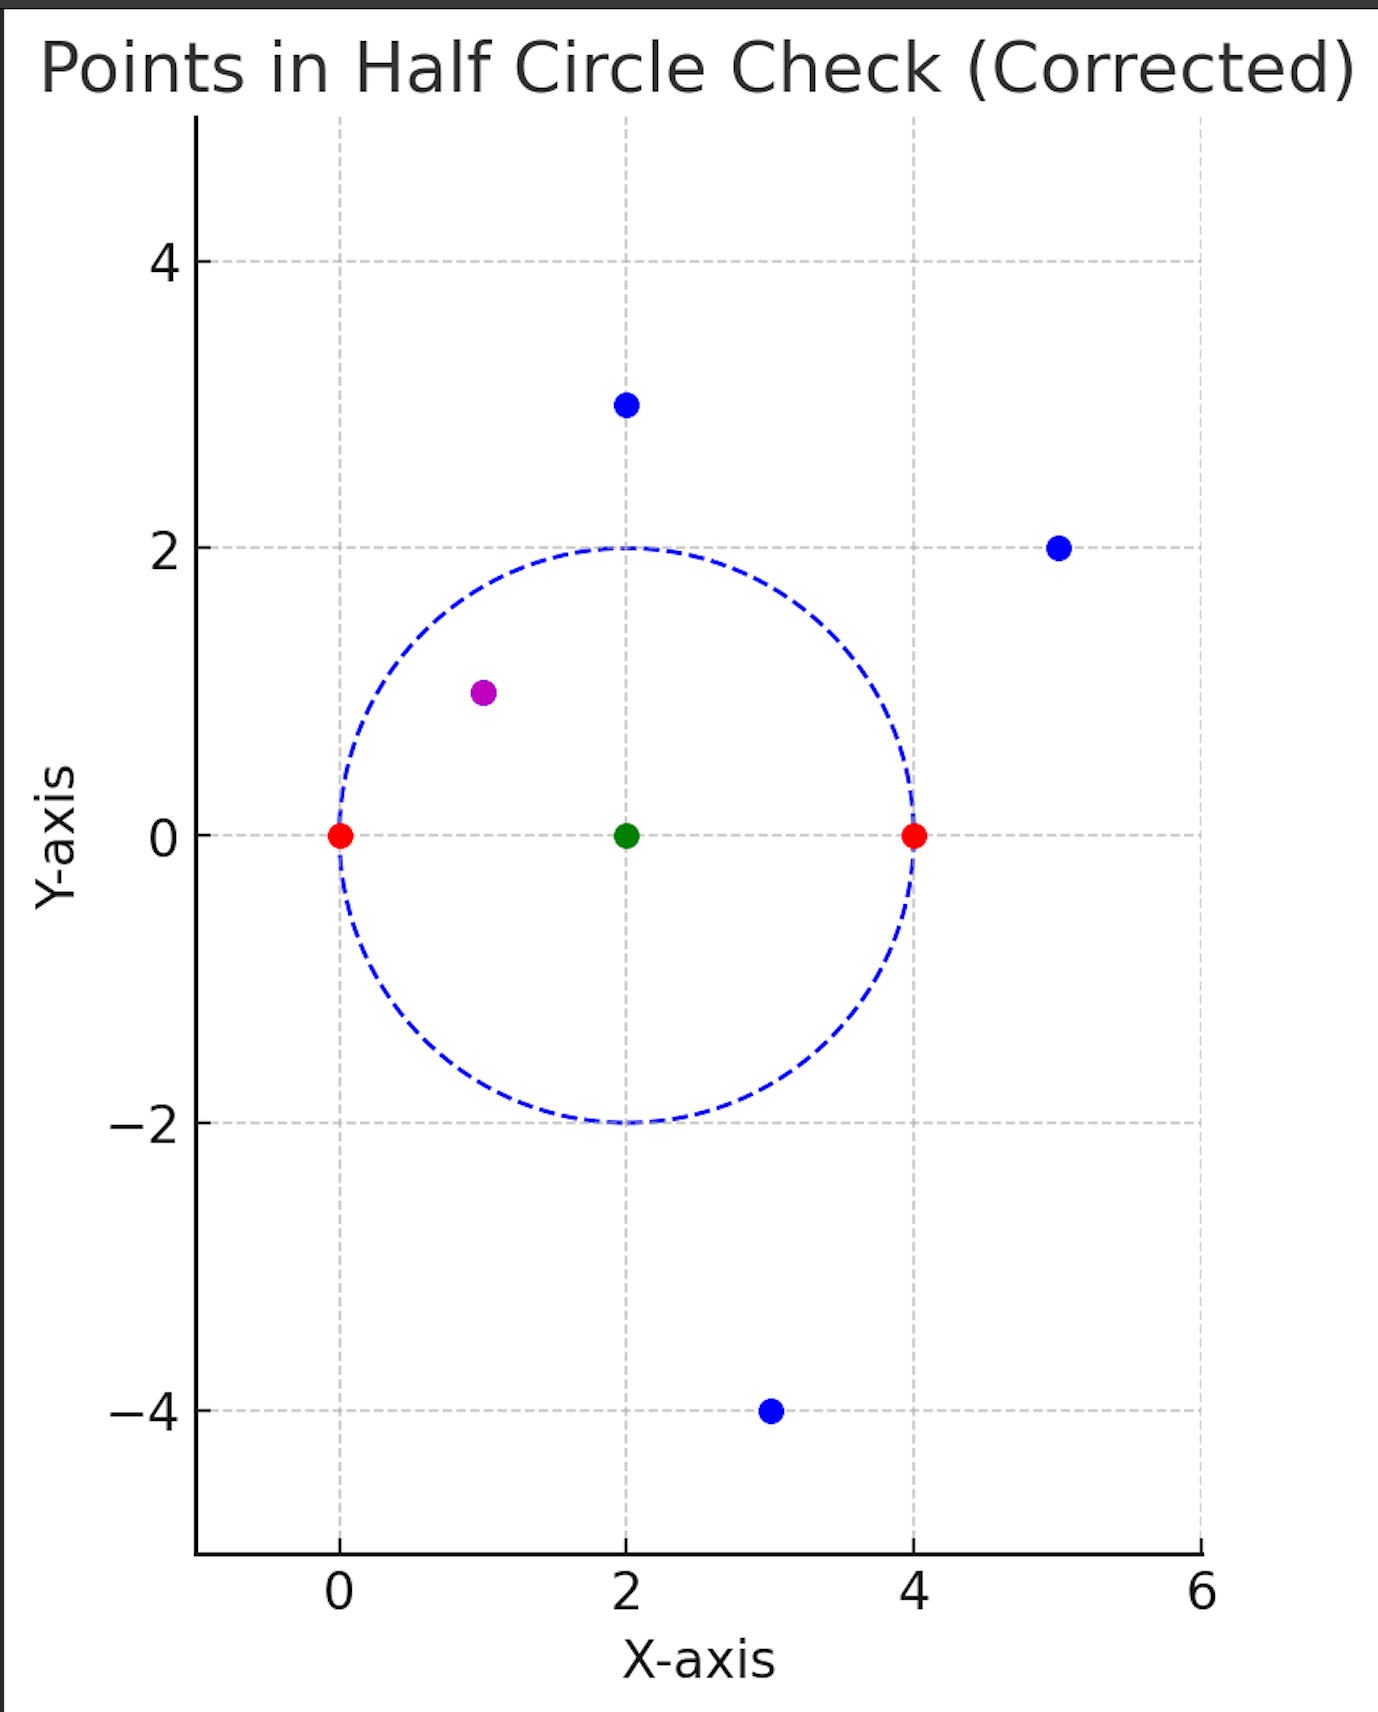 Points in Half Circle Check (Corrected)
4
2
0
−2
−4
Y-axis
0 2 4 6
X-axis